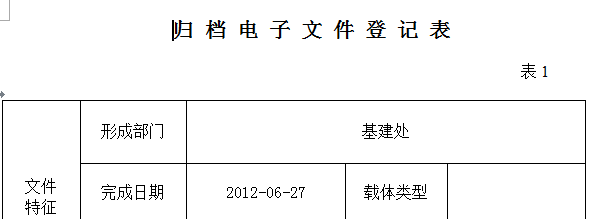 归档电子文件登记表
表 1
形成部门 基建处
文件
特征
完成日期 2012-06-27 载体类型